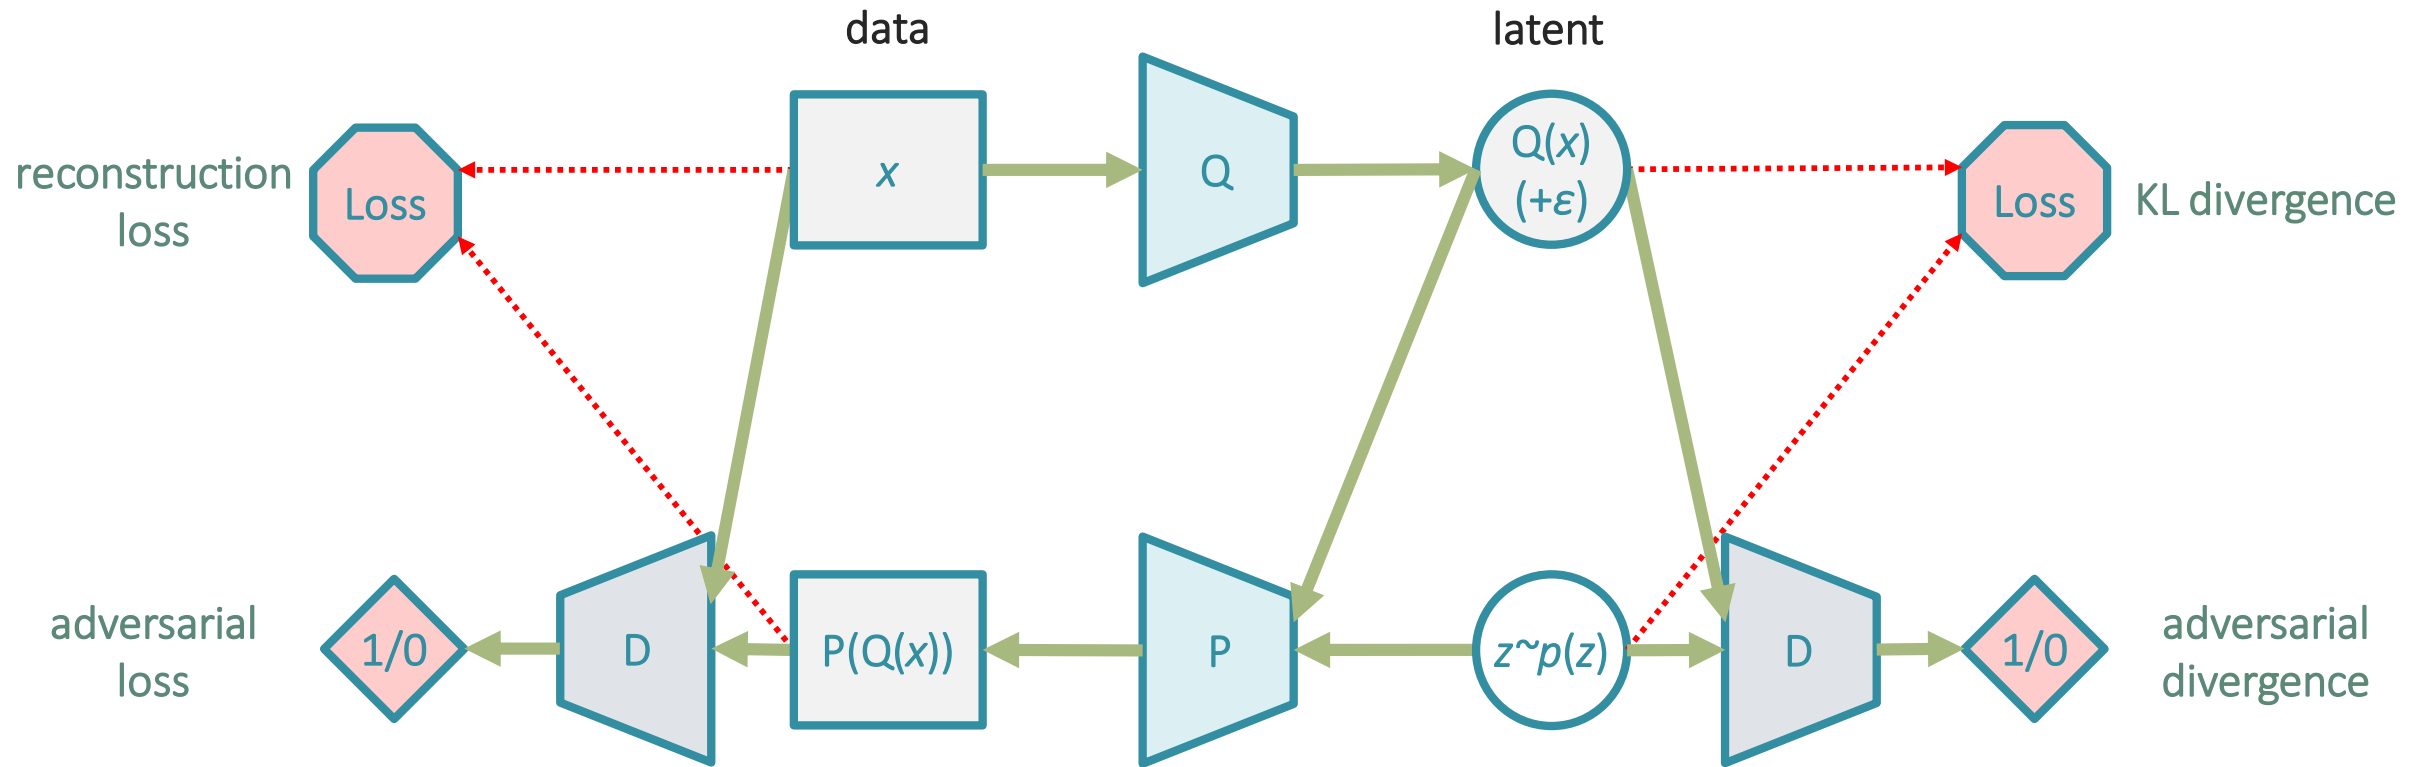 data
latent
reconstruction
loss
Loss
x
Q
Q(x)
(+ε)
Loss
KL divergence
adversarial
loss
1/0
D
P(Q(x))
P
z~p(z)
D
1/0
adversarial
divergence